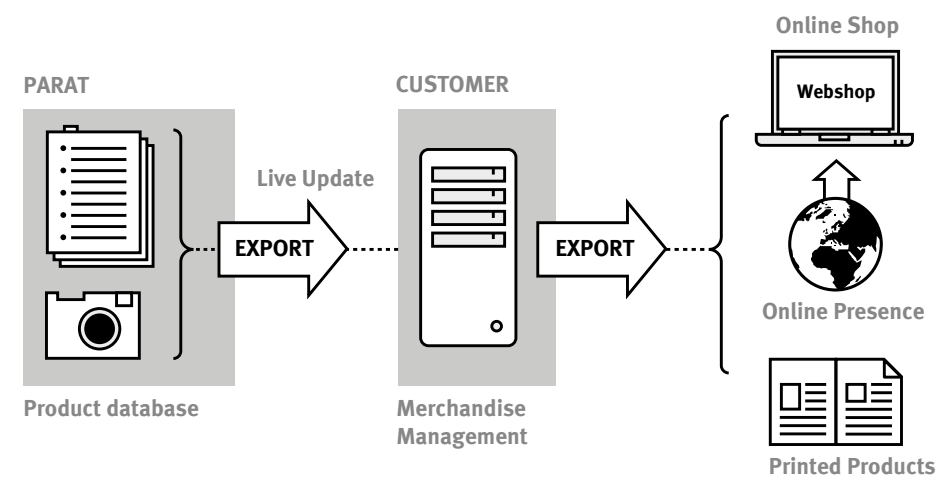 Online Shop
Webshop
PARAT
CUSTOMER
Live Update
EXPORT
EXPORT
Online Presence
Product database
Merchandise
Management
Printed Products